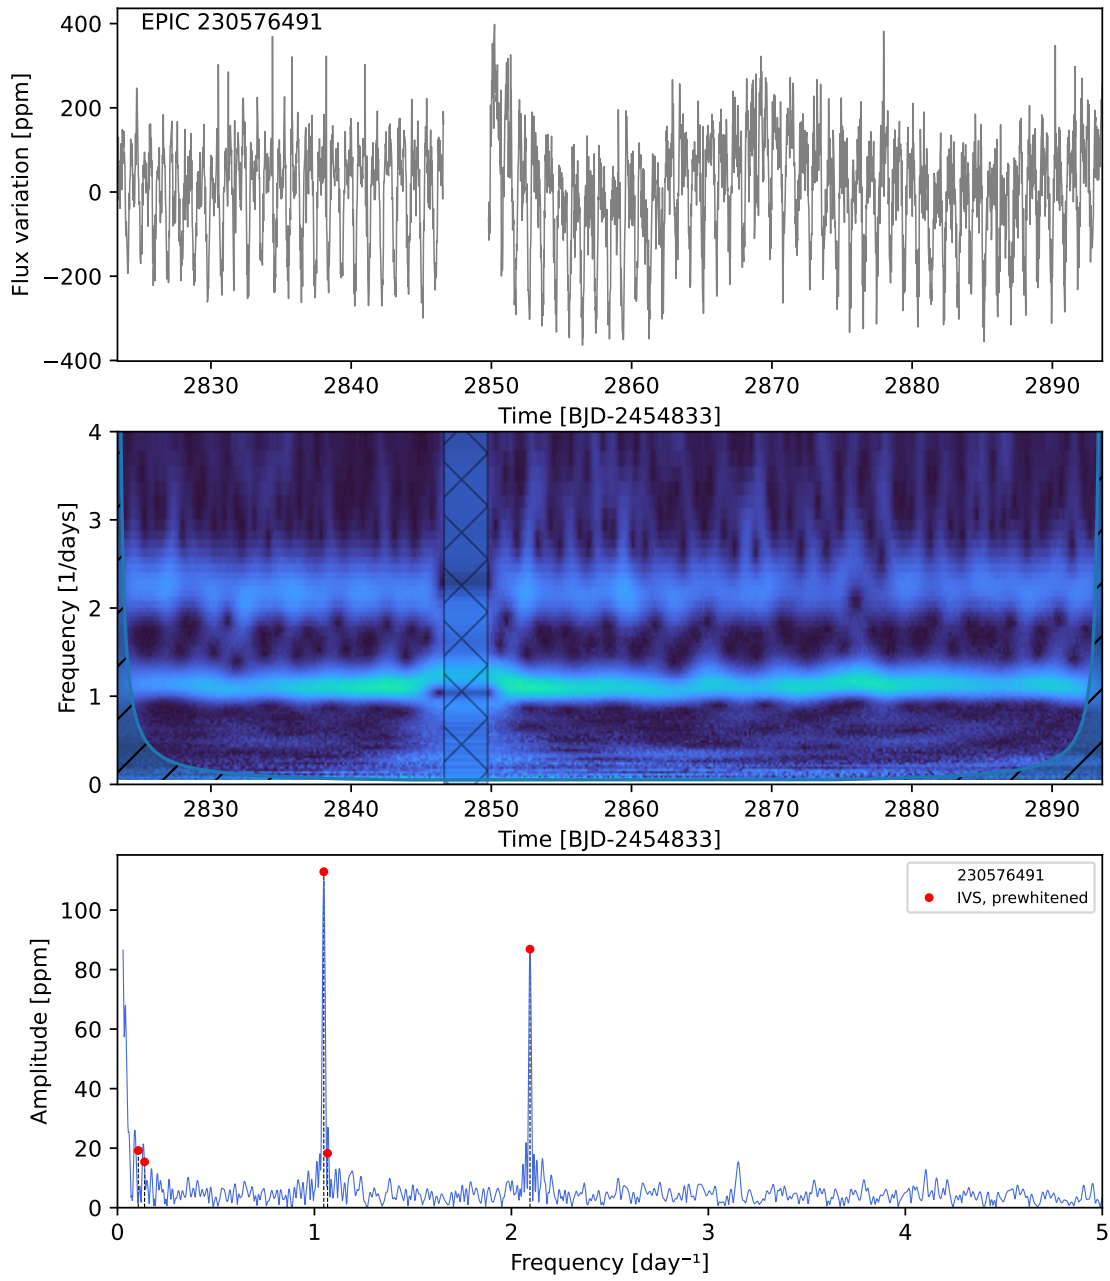 EPIC 230576491
400
200
0
−200
−400
Flux variation [ppm]
2830 2840 2850 2860 2870 2880 2890
Time [BJD-2454833]
4
3
2
1
0
Frequency [1/days]
2830 2840 2850 2860 2870 2880 2890
Time [BJD-2454833]
230576491
IVS, prewhitened
100
80
60
40
20
0
Amplitude [ppm]
0 1 2 3 4 5
Frequency [day⁻¹]